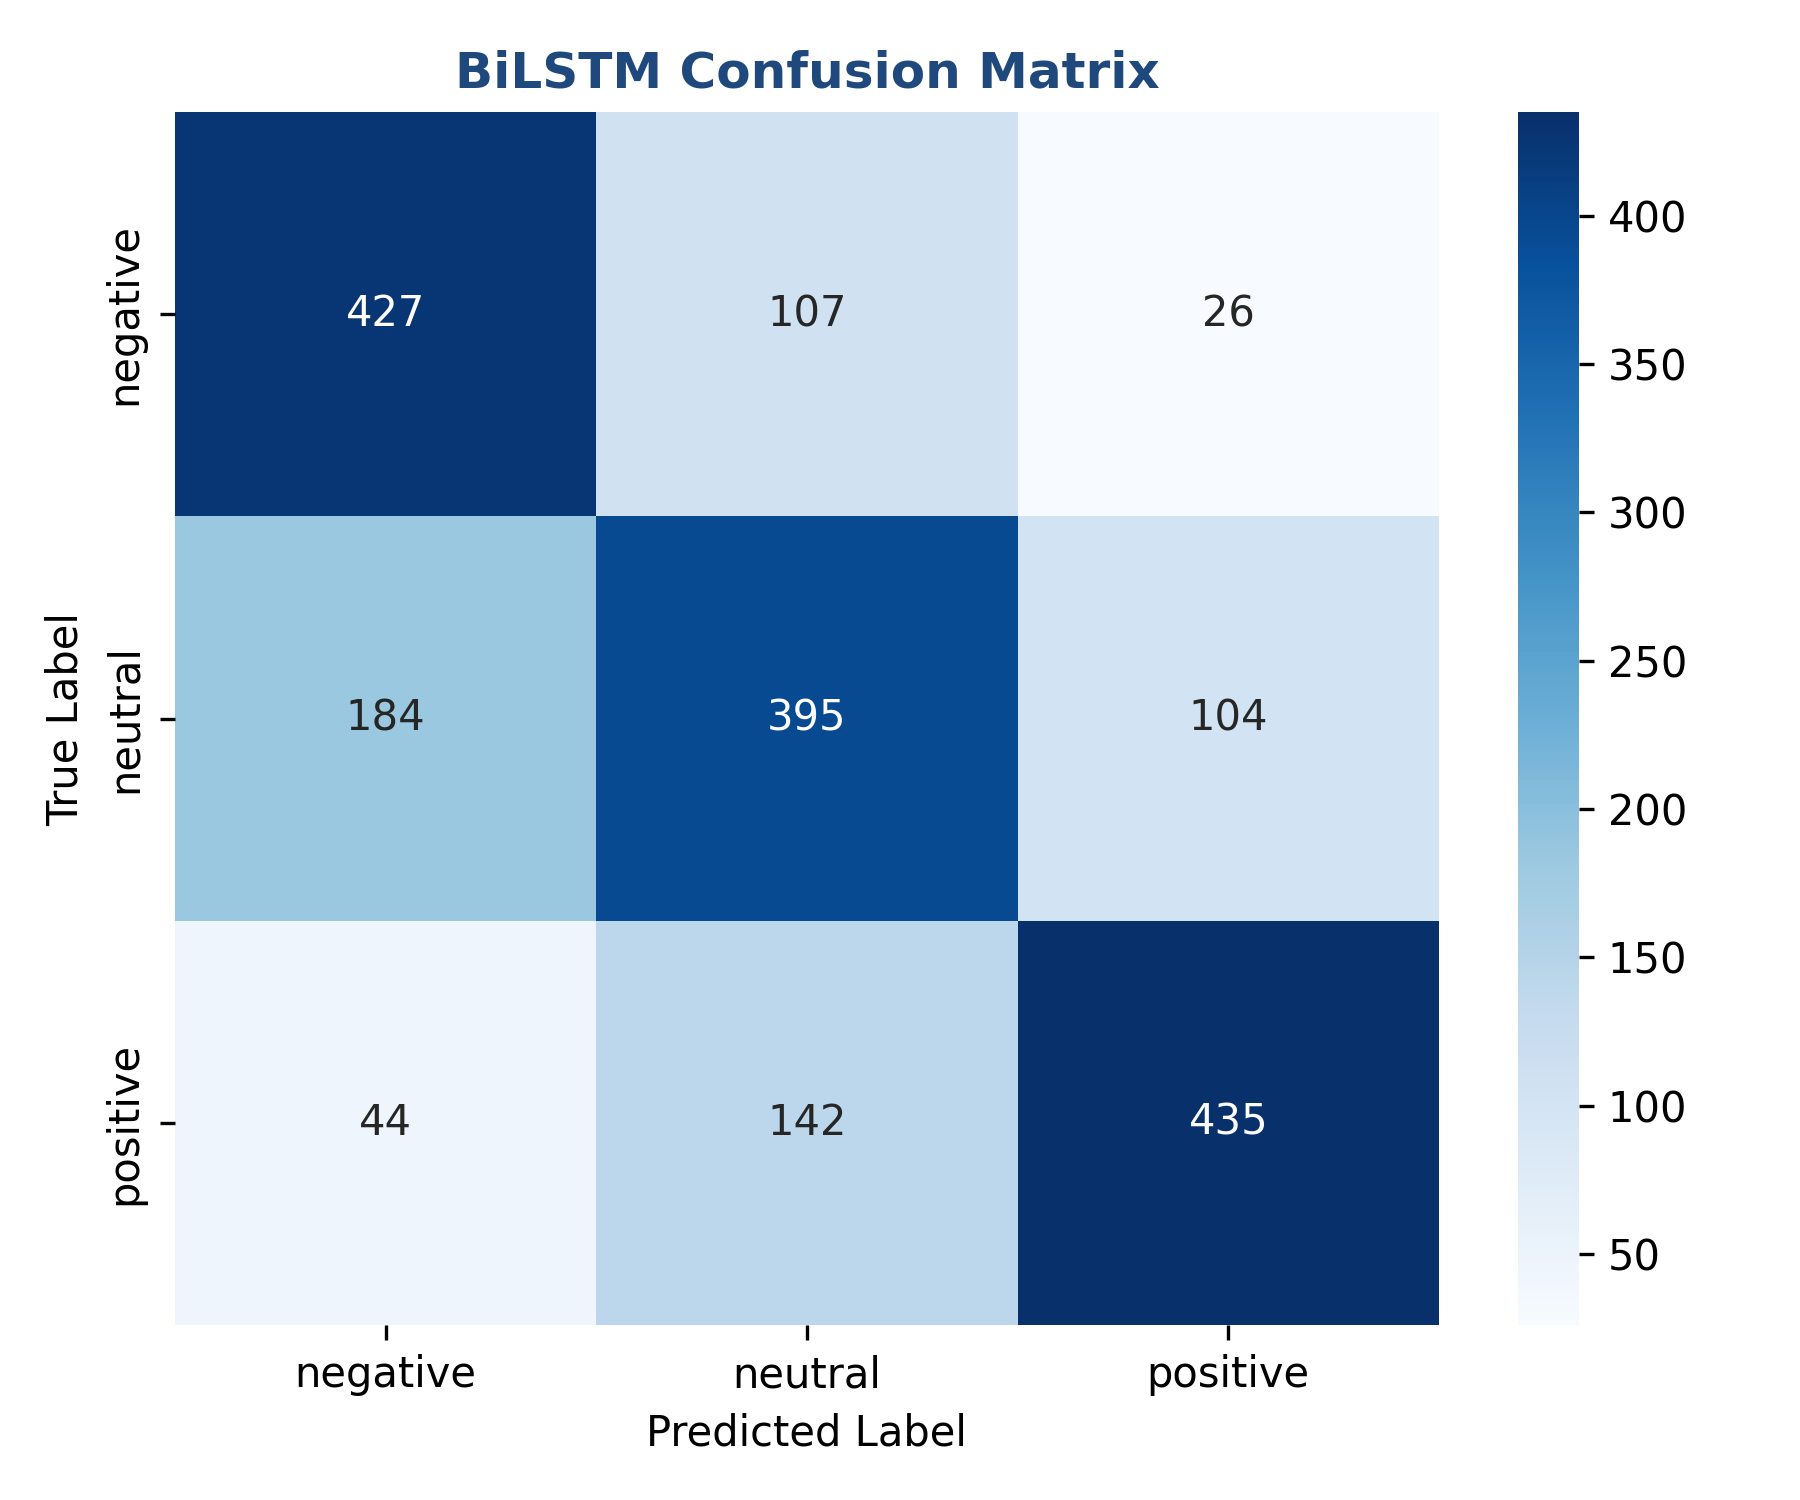 BiLSTM Confusion Matrix
negative
427
107
26
True Label
neutral
184
395
104
positive
44
142
435
negative
neutral
positive
Predicted Label
400
350
300
250
200
150
100
50